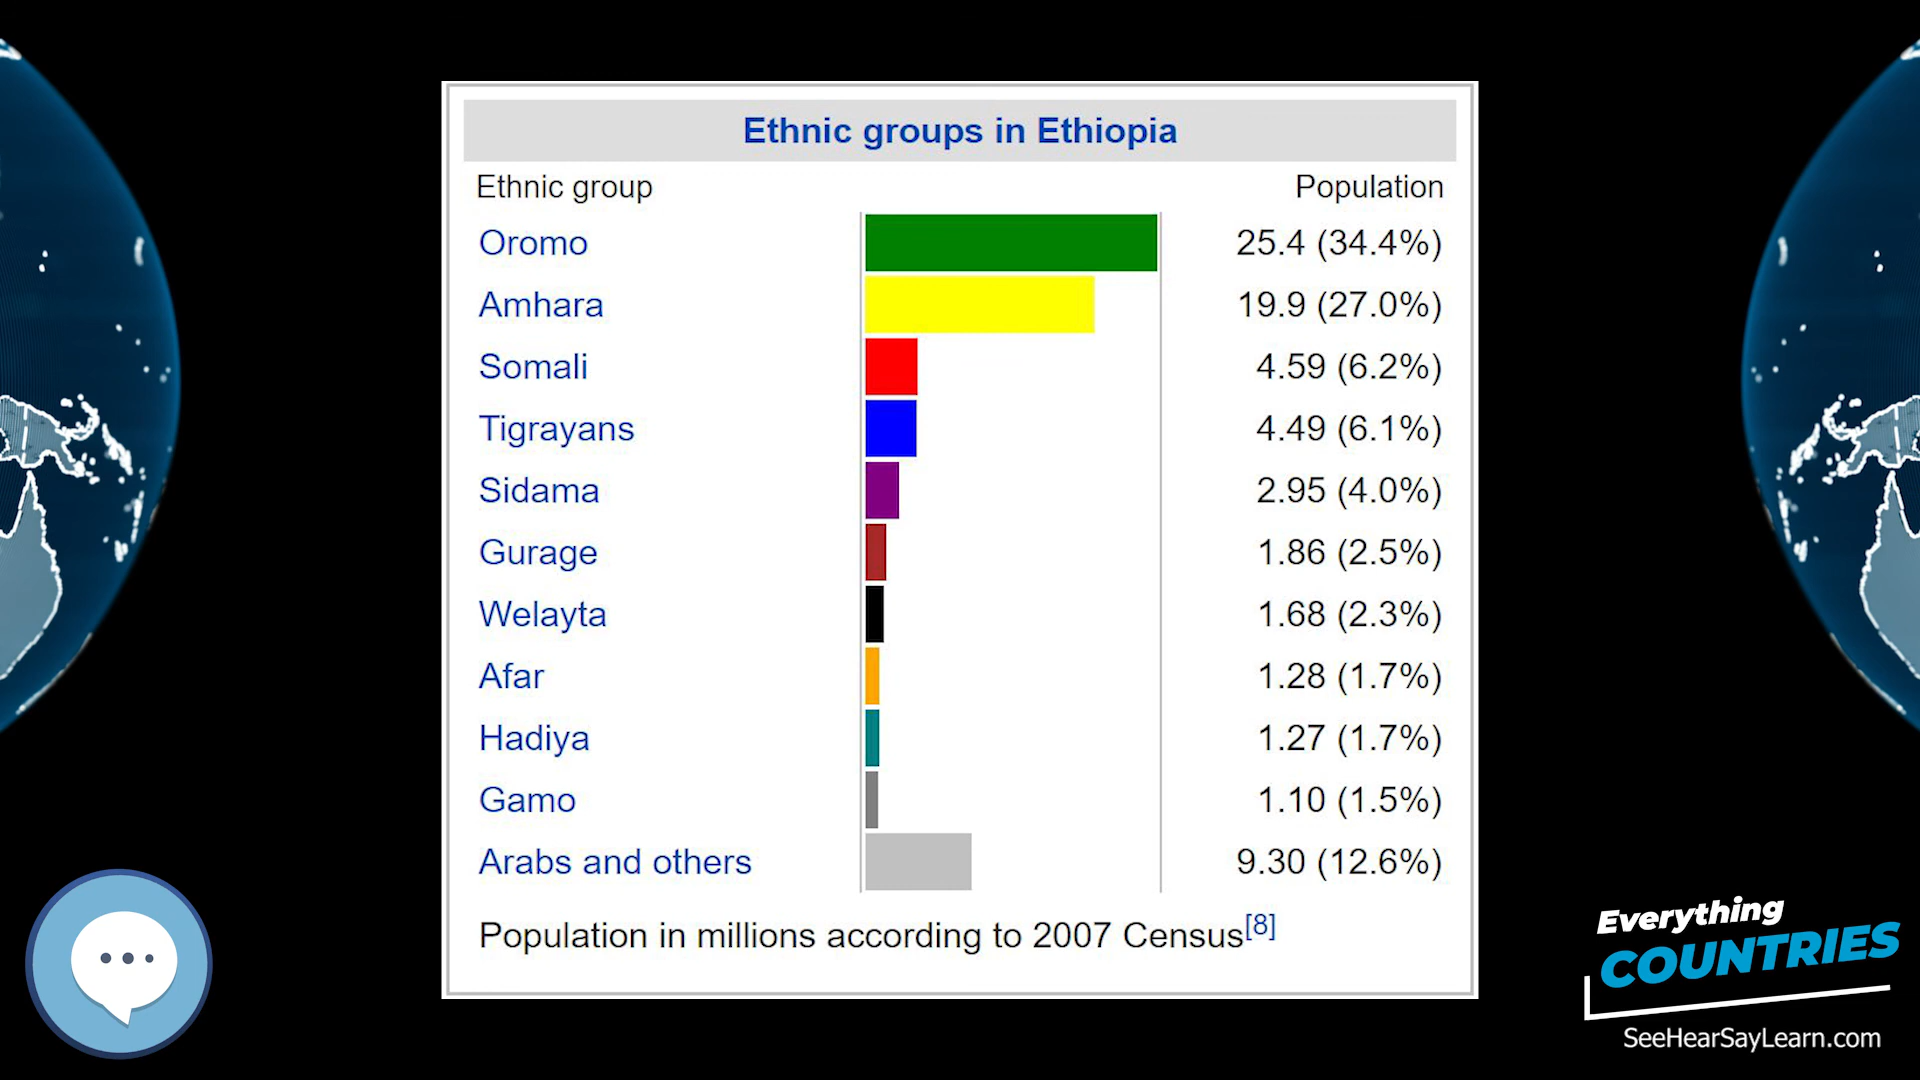 Ethnic groups in Ethiopia
Ethnic group Population
Oromo 25.4 (34.4%)
Amhara 19.9 (27.0%)
Somali 4.59 (6.2%)
Tigrayans 4.49 (6.1%)
Sidama 2.95 (4.0%)
Gurage 1.86 (2.5%)
Welayta 1.68 (2.3%)
Afar 1.28 (1.7%)
Hadiya 1.27 (1.7%)
Gamo 1.10 (1.5%)
Arabs and others 9.30 (12.6%)
Population in millions according to 2007 Census[8]
Everything
COUNTRIES
SeeHearSayLearn.com